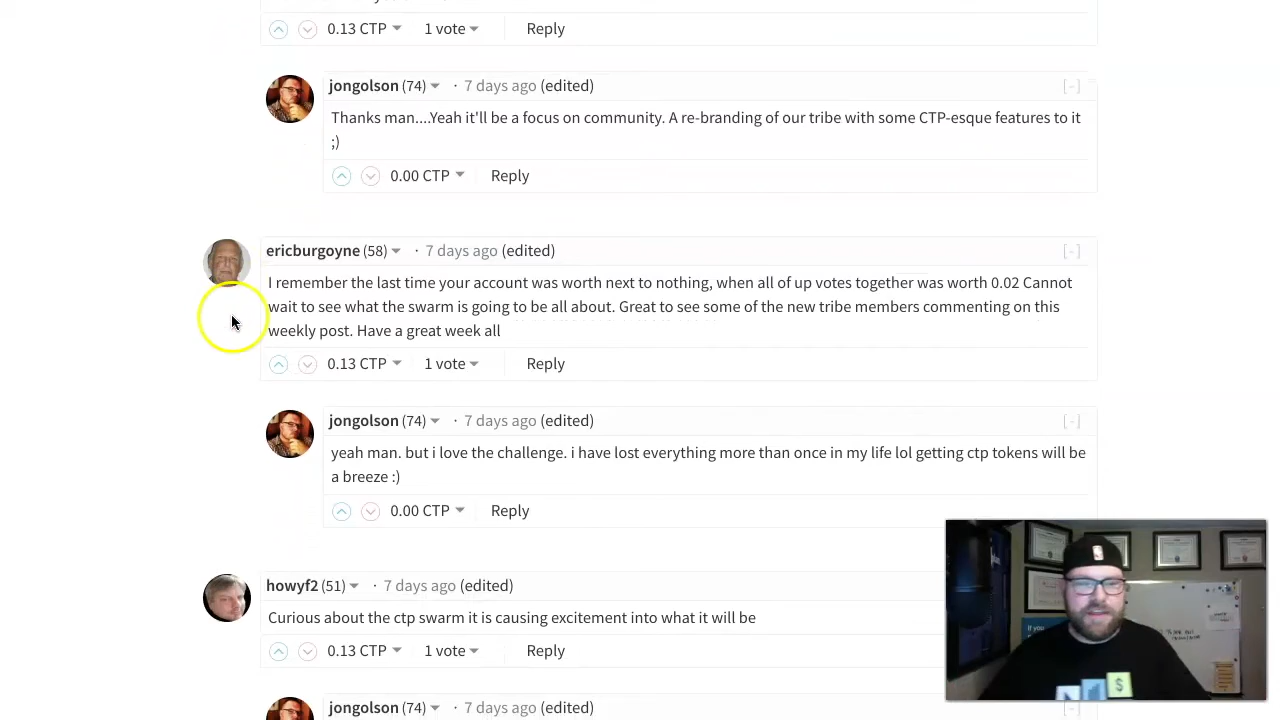 0.13 CTP 1 vote Reply
jongolson (74) · 7 days ago (edited) [-]
Thanks man....Yeah it'll be a focus on community. A re-branding of our tribe with some CTP-esque features to it
;)
0.00 CTP Reply
ericburgoyne (58) · 7 days ago (edited) [-]
I remember the last time your account was worth next to nothing, when all of up votes together was worth 0.02 Cannot
wait to see what the swarm is going to be all about. Great to see some of the new tribe members commenting on this
weekly post. Have a great week all
0.13 CTP 1 vote Reply
jongolson (74) · 7 days ago (edited) [-]
yeah man. but i love the challenge. i have lost everything more than once in my life lol getting ctp tokens will be
a breeze :)
0.00 CTP Reply
howyf2 (51) · 7 days ago (edited)
Curious about the ctp swarm it is causing excitement into what it will be
0.13 CTP 1 vote Reply
jongolson (74) · 7 days ago (edited)
If you
$